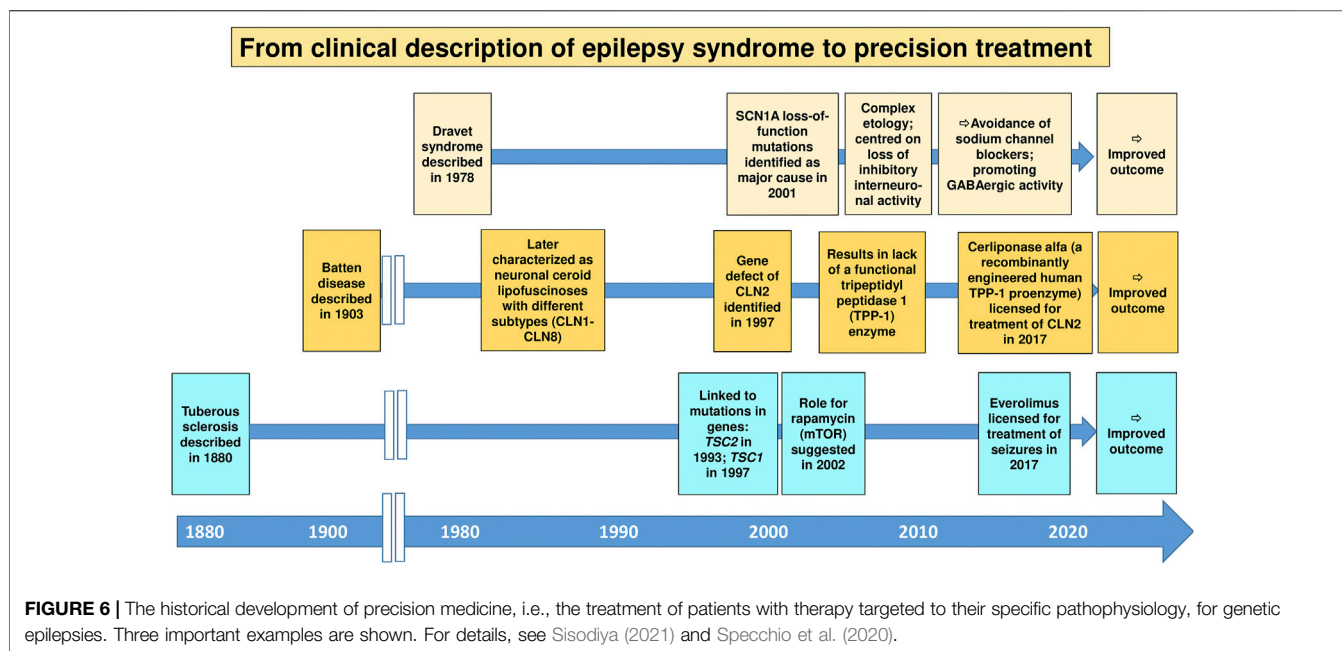 From clinical description of epilepsy syndrome to precision treatment
Dravet
syndrome
described
in 1978
SCN1A loss-of-
function
mutations
identified as
major cause in
2001
Complex
etology;
centred on
loss of
inhibitory
interneuro-
nal activity
⇨Avoidance of
sodium channel
blockers;
promoting
GABAergic activity
⇨
Improved
outcome
Batten
disease
described
in 1903
Later
characterized as
neuronal ceroid
lipofuscinoses
with different
subtypes (CLN1-
CLN8)
Gene
defect of
CLN2
identified
in 1997
Results in lack
of a functional
tripeptidyl
peptidase 1
(TPP-1)
enzyme
Cerliponase alfa (a
recombinantly
engineered human
TPP-1 proenzyme)
licensed for
treatment of CLN2
in 2017
⇨
Improved
outcome
Tuberous
sclerosis
described
in 1880
Linked to
mutations in
genes:
TSC2 in
1993; TSC1
in 1997
Role for
rapamycin
(mTOR)
suggested
in 2002
Everolimus
licensed for
treatment of
seizures in
2017
⇨
Improved
outcome
1880 1900 1980 1990 2000 2010 2020
FIGURE 6 | The historical development of precision medicine, i.e., the treatment of patients with therapy targeted to their specific pathophysiology, for genetic
epilepsies. Three important examples are shown. For details, see Sisodiya (2021) and Specchio et al. (2020).